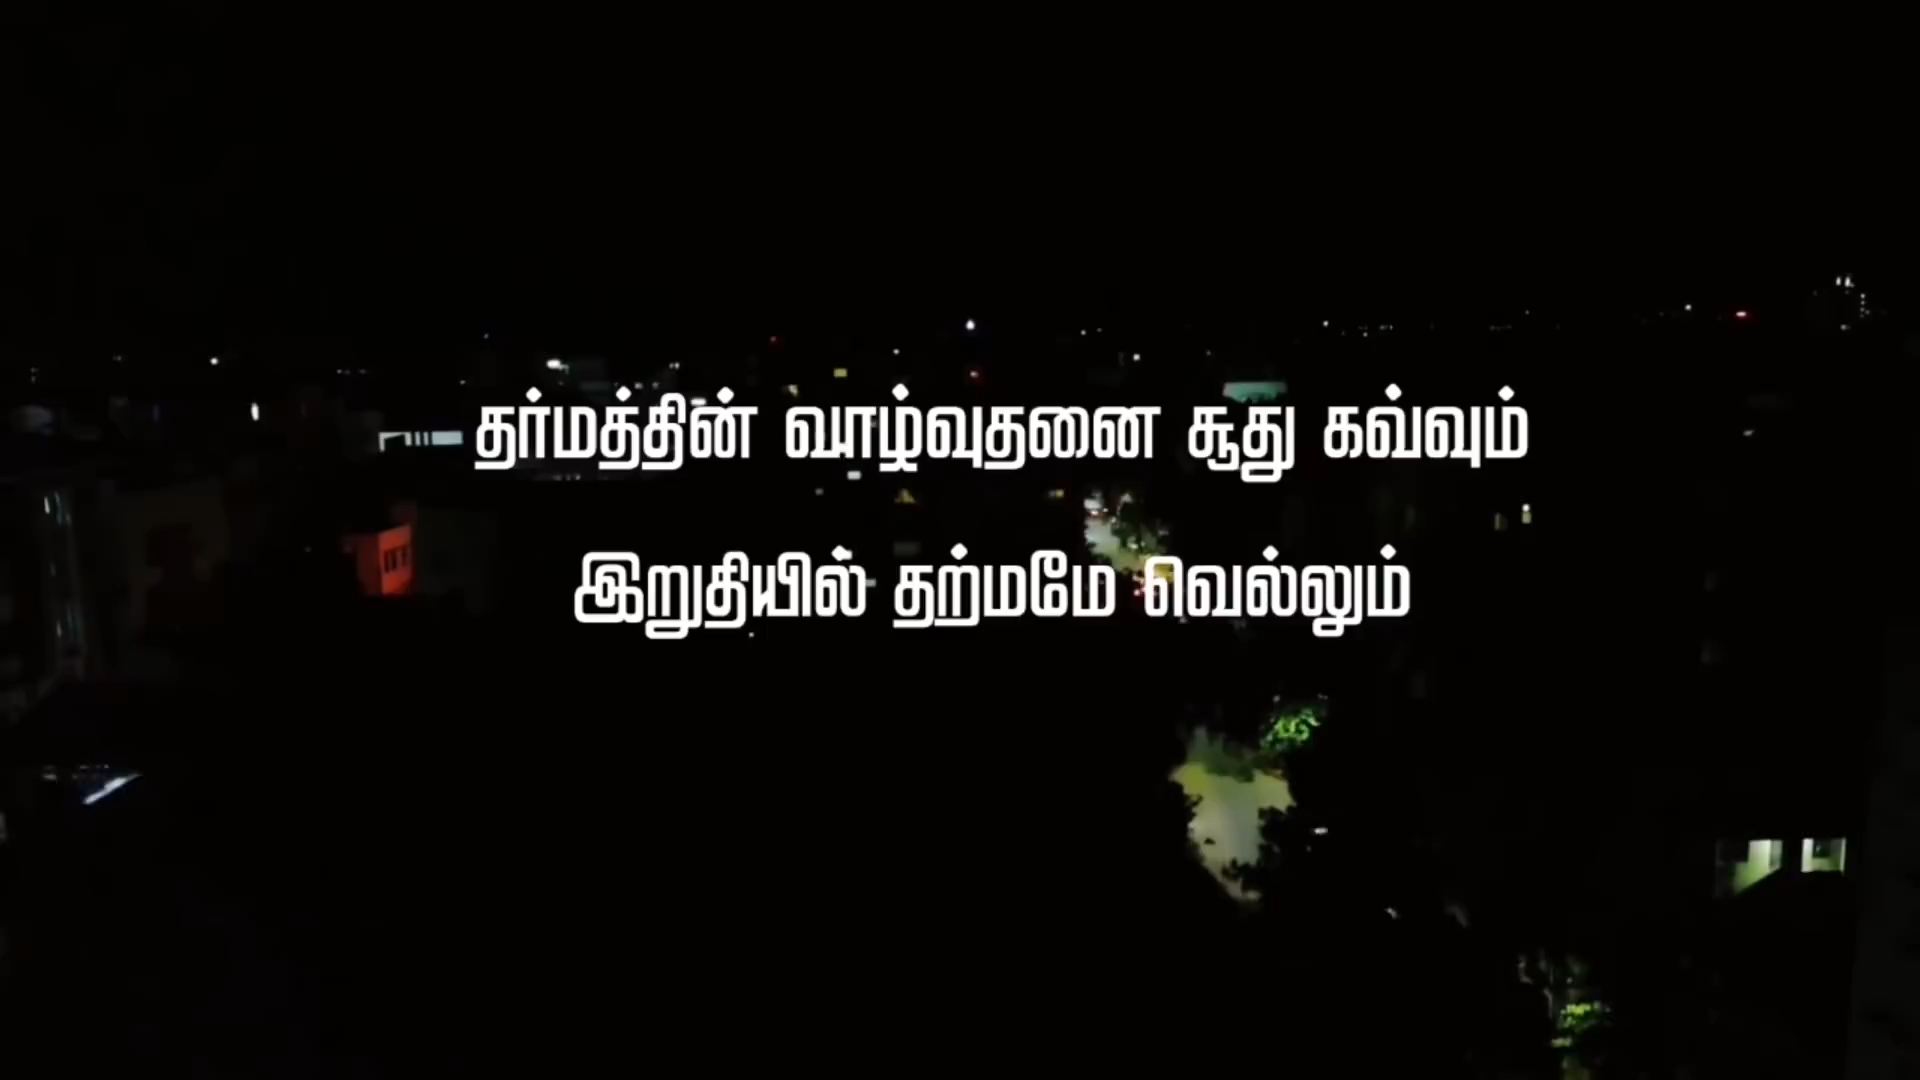 தர்மத்தின் வாழ்வுதனை சூது கவ்வும்
இறுதியில் தற்மமே வெல்லும்